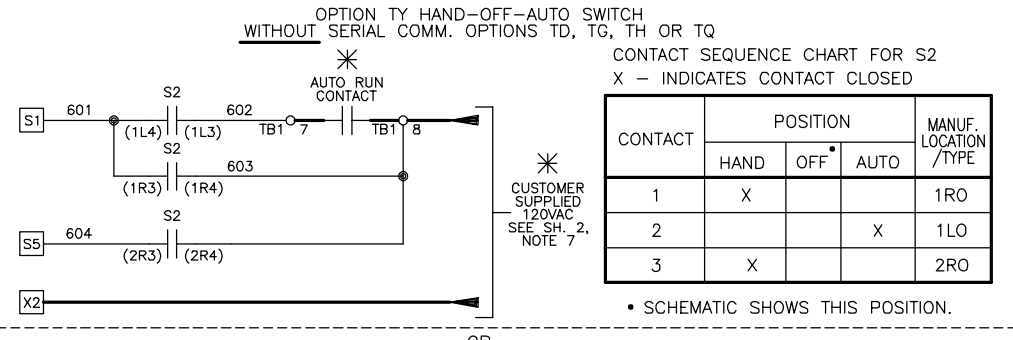 OPTION TY HAND-OFF-AUTO SWITCH
WITHOUT SERIAL COMM. OPTIONS TD, TG, TH OR TQ
AUTO RUN
CONTACT
S1
601
S2
(1L4)
(1L3)
602
TB1
7
TB1
8
S2
(1R3)
(1R4)
603
S5
604
S2
(2R3)
(2R4)
X2
CUSTOMER
SUPPLIED
120VAC
SEE SH. 2,
NOTE 7
CONTACT SEQUENCE CHART FOR S2
X - INDICATES CONTACT CLOSED
CONTACT
POSITION
MANUF.
LOCATION
/TYPE
HAND
OFF•
AUTO
1 X 1RO
2 X 1LO
3 X 2RO
• SCHEMATIC SHOWS THIS POSITION.